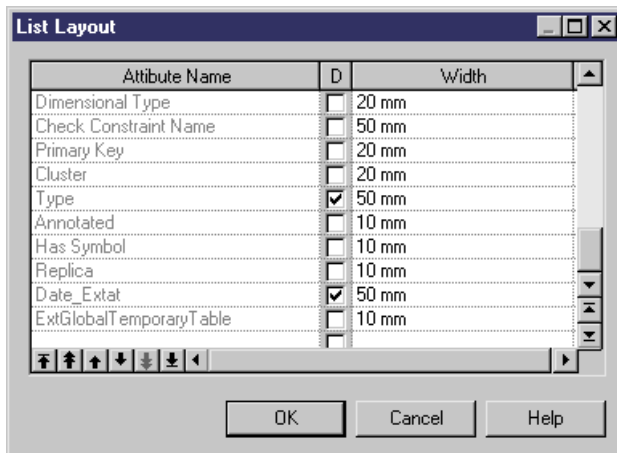 List Layout
Attibute Name D Width
Dimensional Type 20 mm
Check Constraint Name 50 mm
Primary Key 20 mm
Cluster 20 mm
Type 50 mm
Annotated 10 mm
Has Symbol 10 mm
Replica 10 mm
Date_Extat 50 mm
ExtGlobalTemporaryTable 10 mm
OK Cancel Help